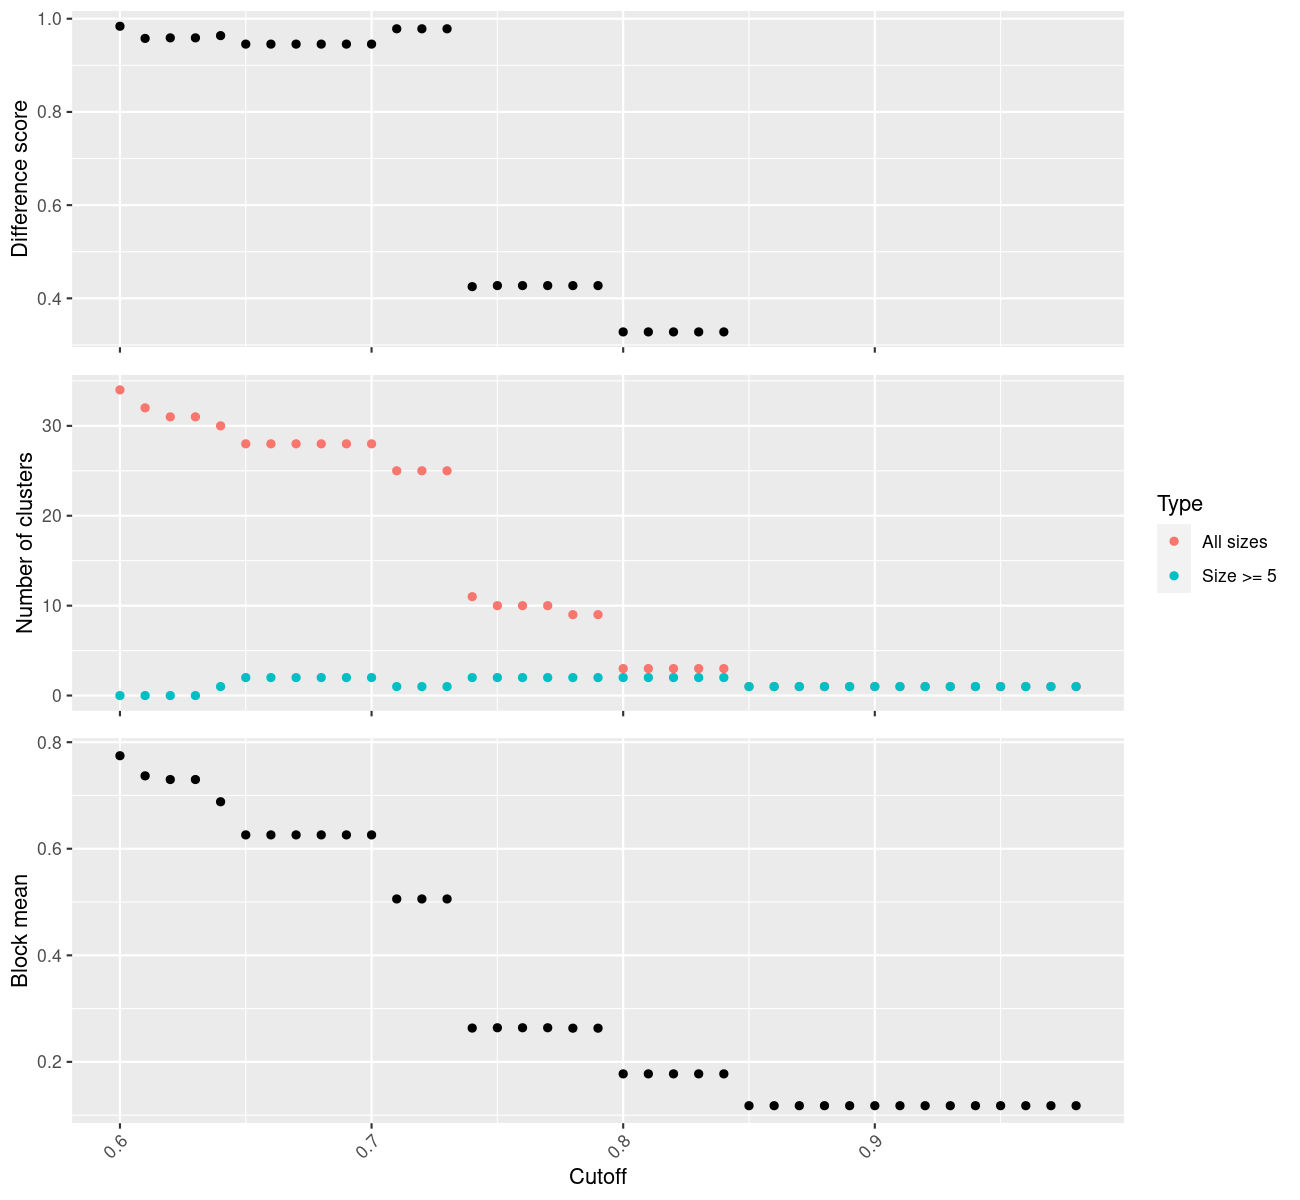 Difference score
1.0
0.8
0.6
0.4
Number of clusters
30
20
10
0
Type
All sizes
Size >= 5
Block mean
0.8
0.6
0.4
0.2
0.6
0.7
0.8
0.9
Cutoff